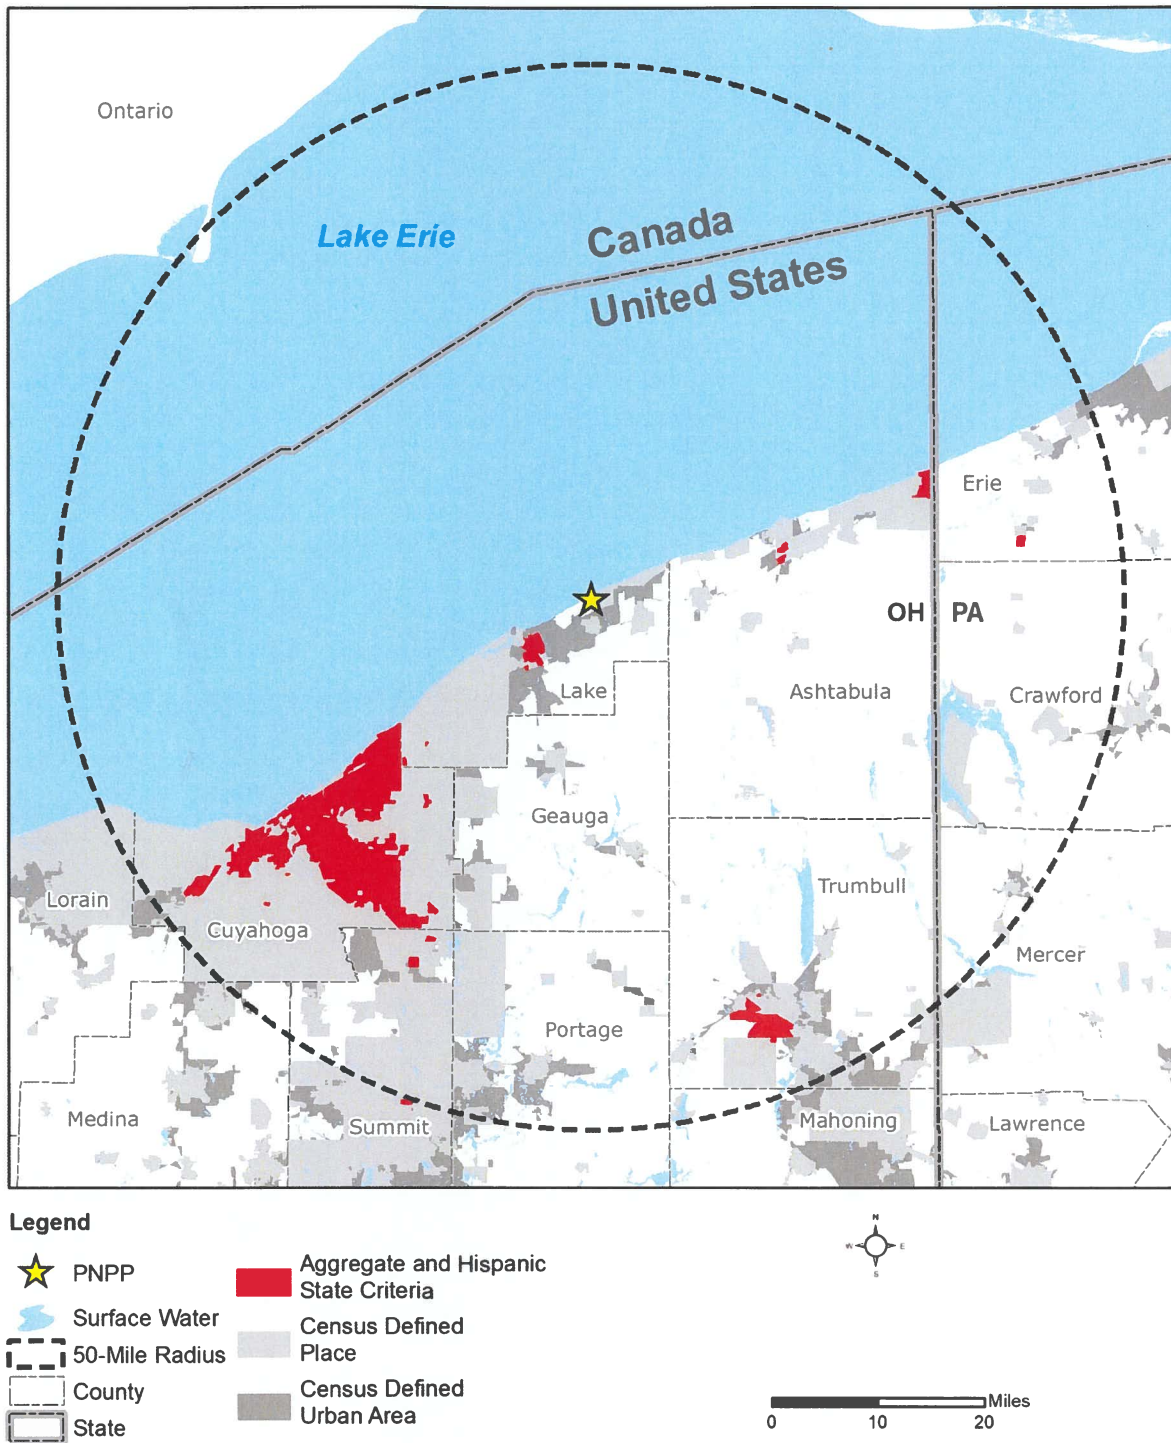 Ontario
Lake Erie
Canada
United States
Erie
OH
PA
Lake
Ashtabula
Crawford
Geauga
Lorain
Trumbull
Cuyahoga
Mercer
Portage
Medina
Summit
Mahoning
Lawrence
Legend
PNPP
Surface Water
50-Mile Radius
County
State
Aggregate and Hispanic
State Criteria
Census Defined
Place
Census Defined
Urban Area
N
W
E
S
Miles
0
10
20